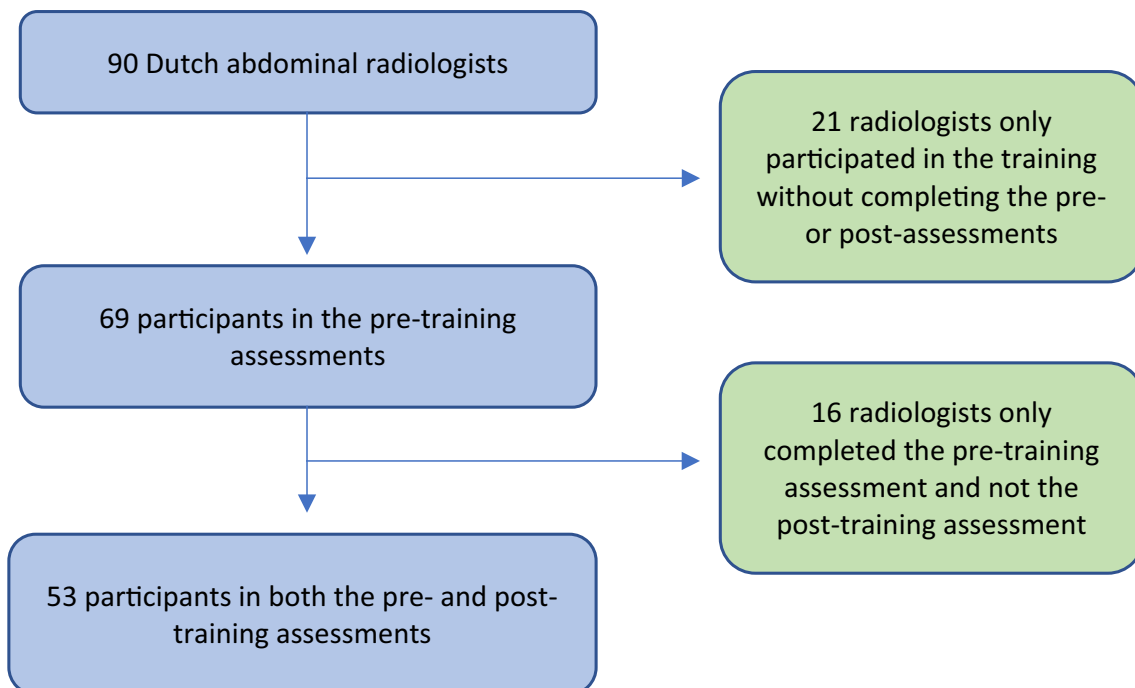 90 Dutch abdominal radiologists
21 radiologists only
participated in the training
without completing the pre-
or post-assessments
69 participants in the pre-training
assessments
16 radiologists only
completed the pre-training
assessment and not the
post-training assessment
53 participants in both the pre- and post-
training assessments